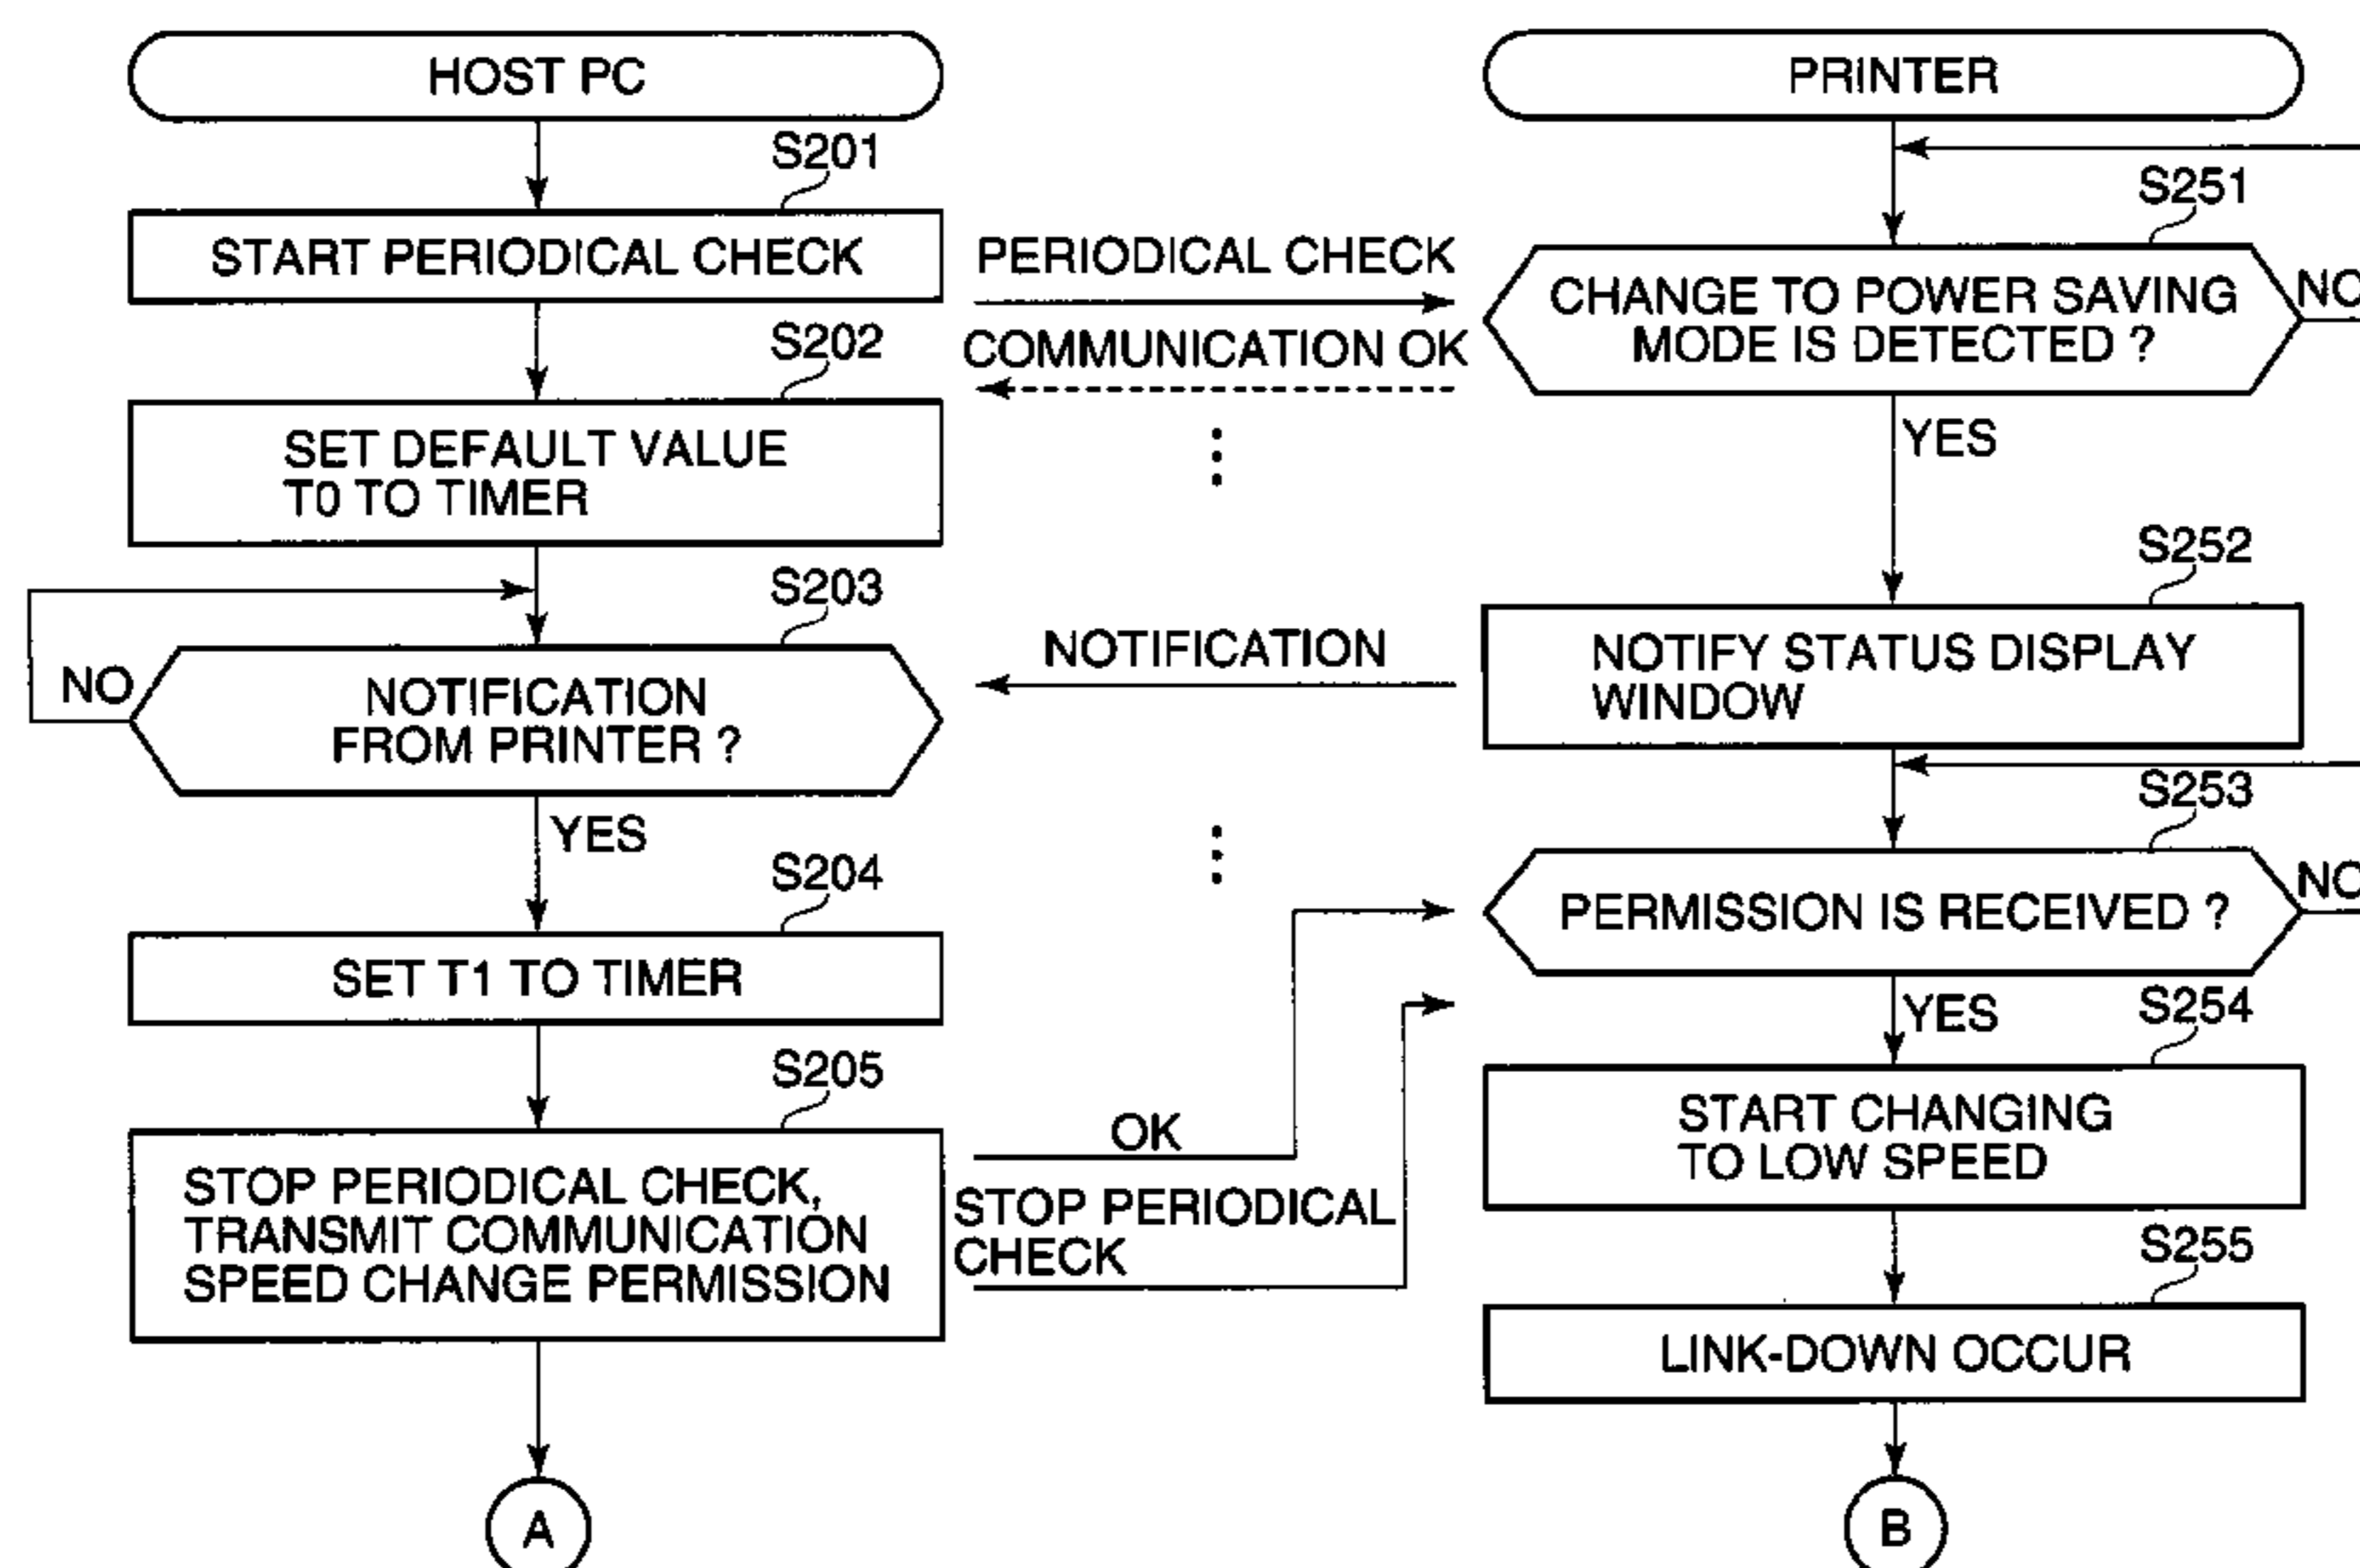 HOST PC
S201
START PERIODICAL CHECK
S202
SET DEFAULT VALUE
T0 TO TIMER
S203
NO
NOTIFICATION
FROM PRINTER ?
YES
S204
SET T1 TO TIMER
S205
STOP PERIODICAL CHECK,
TRANSMIT COMMUNICATION
SPEED CHANGE PERMISSION
A
PERIODICAL CHECK
COMMUNICATION OK
NOTIFICATION
OK
STOP PERIODICAL
CHECK
PRINTER
S251
CHANGE TO POWER SAVING
MODE IS DETECTED ?
NO
YES
S252
NOTIFY STATUS DISPLAY
WINDOW
S253
PERMISSION IS RECEIVED ?
NO
YES
S254
START CHANGING
TO LOW SPEED
S255
LINK-DOWN OCCUR
B